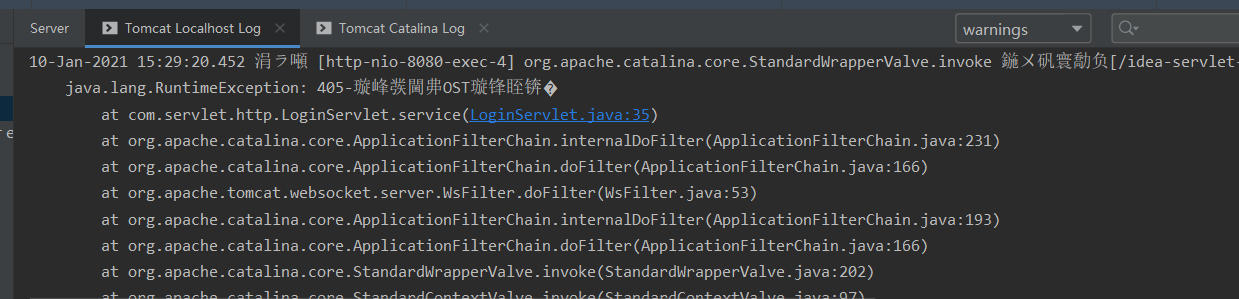 Server
Tomcat Localhost Log
Tomcat Catalina Log
warnings
10-Jan-2021 15:29:20.452 涓ラ噸 [http-nio-8080-exec-4] org.apache.catalina.core.StandardWrapperValve.invoke 鍦ㄨ矾寰勪负[/idea-servlet-
java.lang.RuntimeException: 405-璇峰彂閫丳OST璇锋眰锛�
at com.servlet.http.LoginServlet.service(LoginServlet.java:35)
at org.apache.catalina.core.ApplicationFilterChain.internalDoFilter(ApplicationFilterChain.java:231)
at org.apache.catalina.core.ApplicationFilterChain.doFilter(ApplicationFilterChain.java:166)
at org.apache.tomcat.websocket.server.WsFilter.doFilter(WsFilter.java:53)
at org.apache.catalina.core.ApplicationFilterChain.internalDoFilter(ApplicationFilterChain.java:193)
at org.apache.catalina.core.ApplicationFilterChain.doFilter(ApplicationFilterChain.java:166)
at org.apache.catalina.core.StandardWrapperValve.invoke(StandardWrapperValve.java:202)
at org.apache.catalina.core.StandardContextValve.invoke(StandardContextValve.java:97)